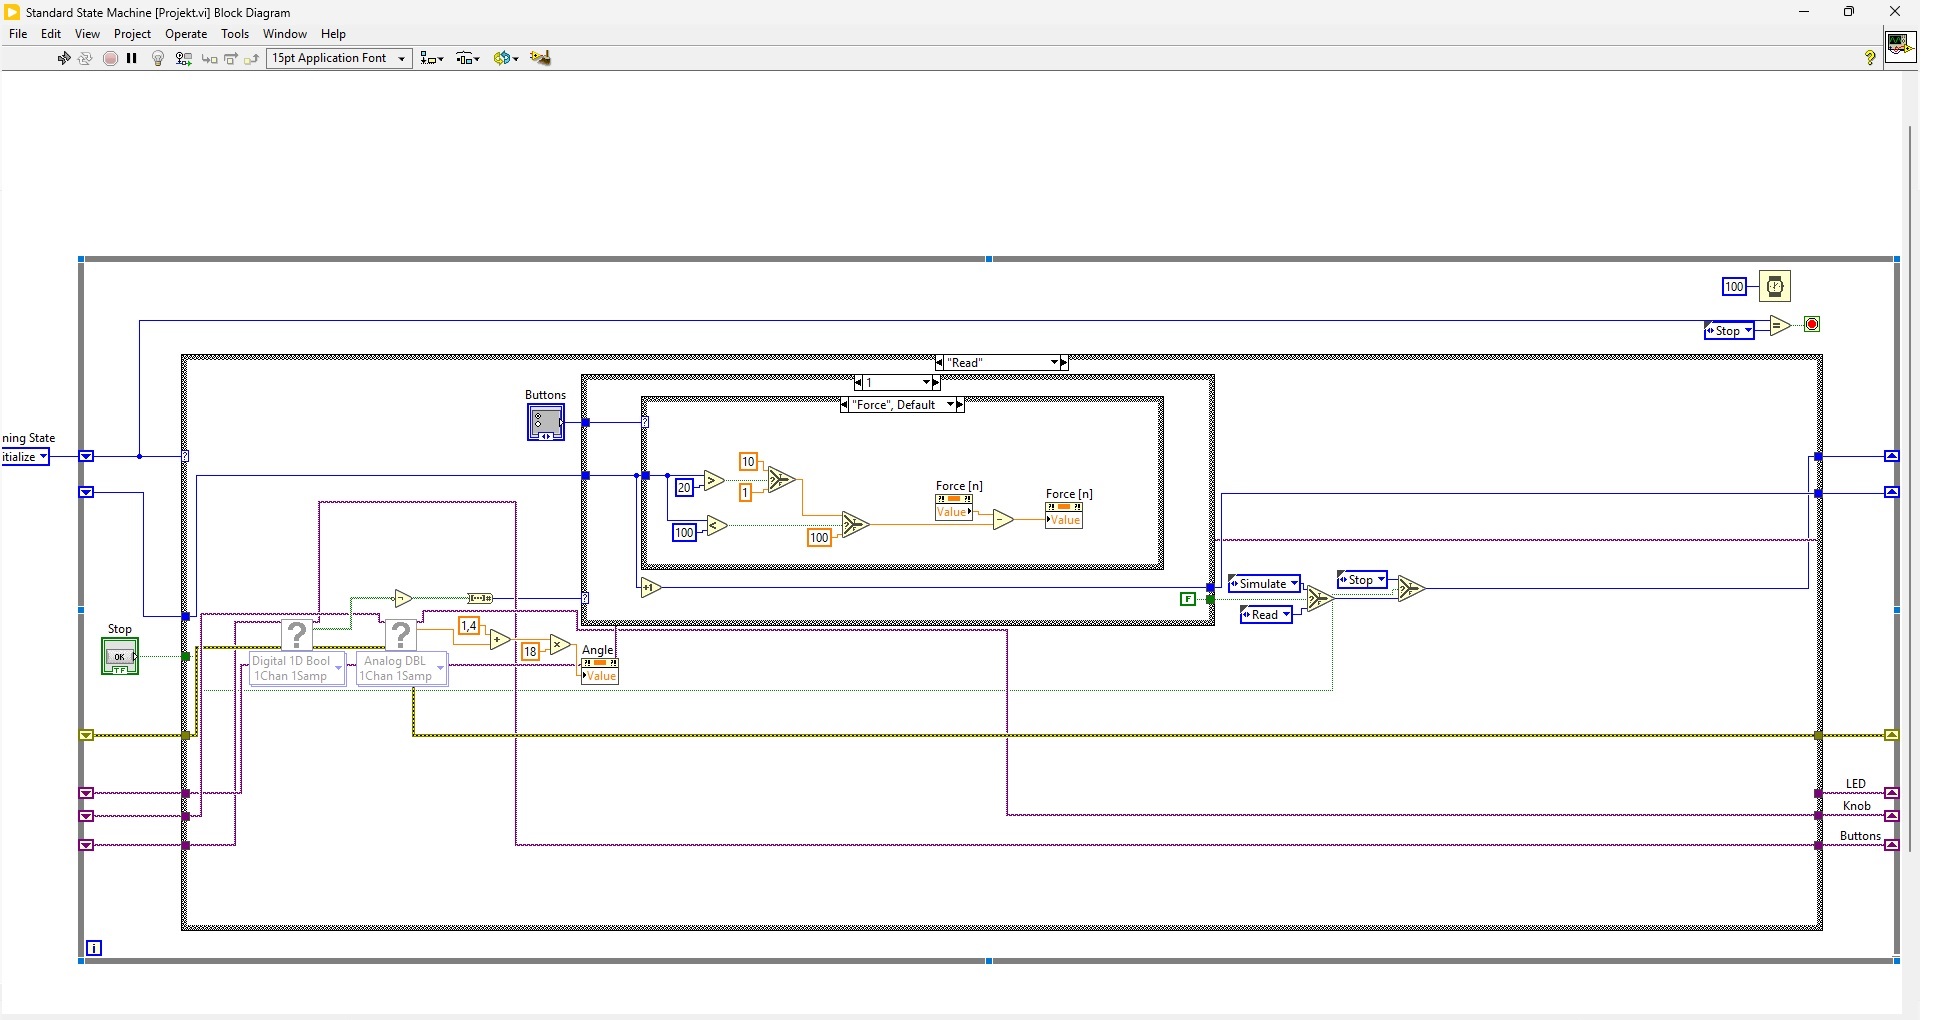 Standard State Machine [Projekt.vi] Block Diagram
File Edit View Project Operate Tools Window Help
15pt Application Font
?
100
Stop
=
"Read"
1
Buttons
"Force", Default
ning State
itialize
?
?
10
20
>
1
?
T
F
Force [n]
Value
Force [n]
Value
100
<
100
?
T
F
-
+1
?
F
Simulate
Read
?
T
F
Stop
?
T
F
Stop
OK
TF
?
Digital 1D Bool
1Chan 1Samp
?
Analog DBL
1Chan 1Samp
1,4
+
18
x
Angle
Value
LED
Knob
Buttons
i